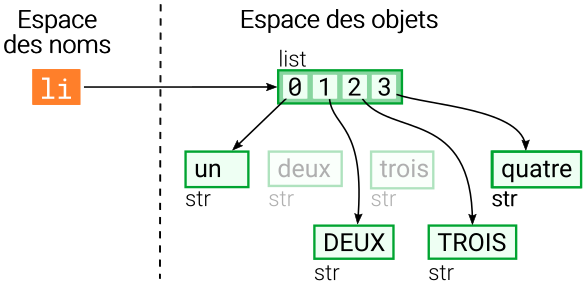 Espace
des noms
Espace des objets
list
li
0 1 2 3
un
deux
trois
quatre
str
str
str
str
DEUX
TROIS
str
str